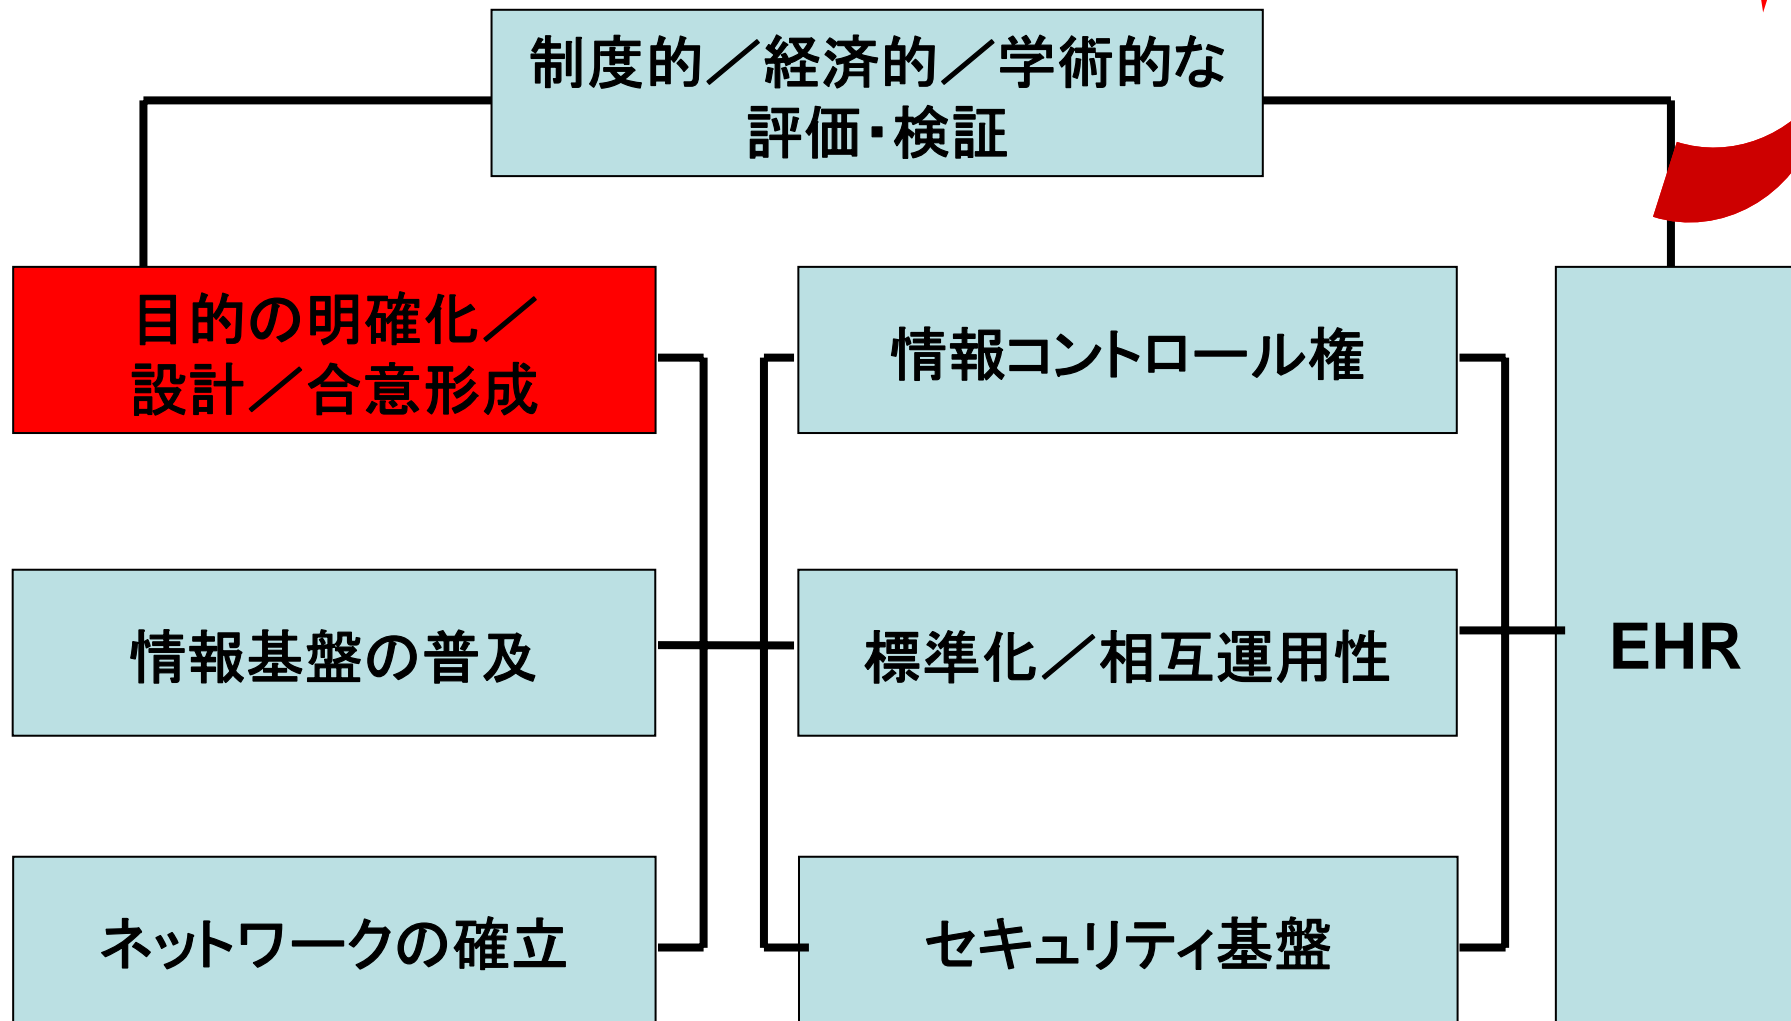 制度的／経済的／学術的な
評価・検証
目的の明確化／
設計／合意形成
情報コントロール権
情報基盤の普及
標準化／相互運用性
EHR
ネットワークの確立
セキュリティ基盤